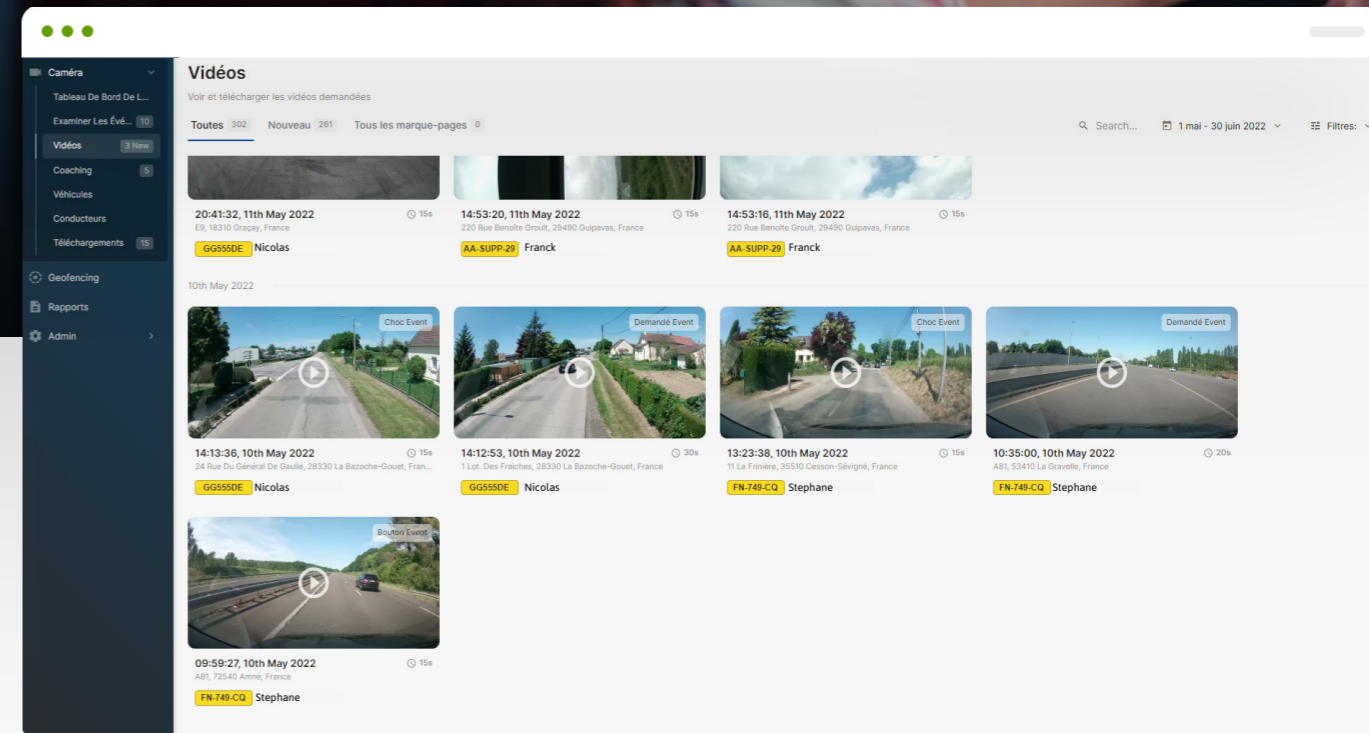 Caméra
Tableau De Bord De L...
Examiner Les Évé... 10
Vidéos 3 New
Coaching 5
Véhicules
Conducteurs
Téléchargements 15
Geofencing
Rapports
Admin
Vidéos
Voir et télécharger les vidéos demandées
Toutes 302 Nouveau 261 Tous les marque-pages 0
Search... 1 mai - 30 juin 2022 Filtres:
20:41:32, 11th May 2022 15s
E9, 18310 Graçay, France
GG555DE Nicolas
14:53:20, 11th May 2022 15s
220 Rue Benoîte Groult, 29490 Guipavas, France
AA-SUPP-29 Franck
14:53:16, 11th May 2022 15s
220 Rue Benoîte Groult, 29490 Guipavas, France
AA-SUPP-29 Franck
10th May 2022
Choc Event
14:13:36, 10th May 2022 15s
24 Rue Du Général De Gaulle, 28330 La Bazoche-Gouet, Fran...
GG555DE Nicolas
Demandé Event
14:12:53, 10th May 2022 30s
1 Lot. Des Fraiches, 28330 La Bazoche-Gouet, France
GG555DE Nicolas
Choc Event
13:23:38, 10th May 2022 15s
11 La Frinière, 35510 Cesson-Sévigné, France
FN-749-CQ Stephane
Demandé Event
10:35:00, 10th May 2022 20s
A81, 53410 La Gravelle, France
FN-749-CQ Stephane
Bouton Event
09:59:27, 10th May 2022 15s
A81, 72540 Amné, France
FN-749-CQ Stephane